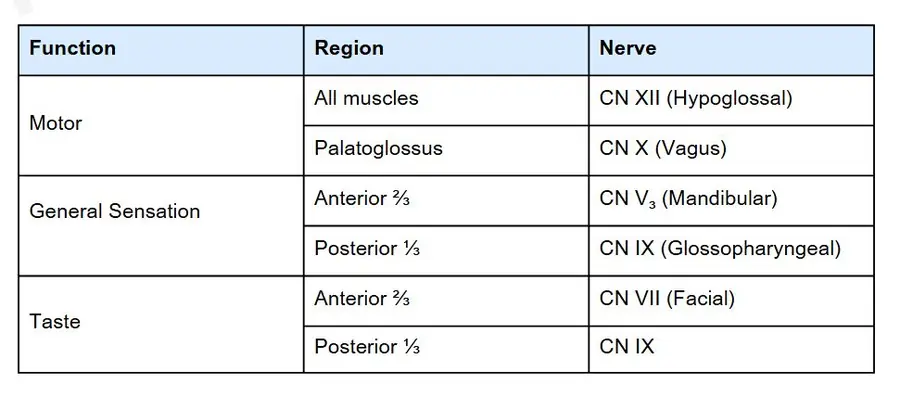 Function Region Nerve
Motor
All muscles CN XII (Hypoglossal)
Palatoglossus CN X (Vagus)
General Sensation
Anterior ⅔ CN V₃ (Mandibular)
Posterior ⅓ CN IX (Glossopharyngeal)
Taste
Anterior ⅔ CN VII (Facial)
Posterior ⅓ CN IX